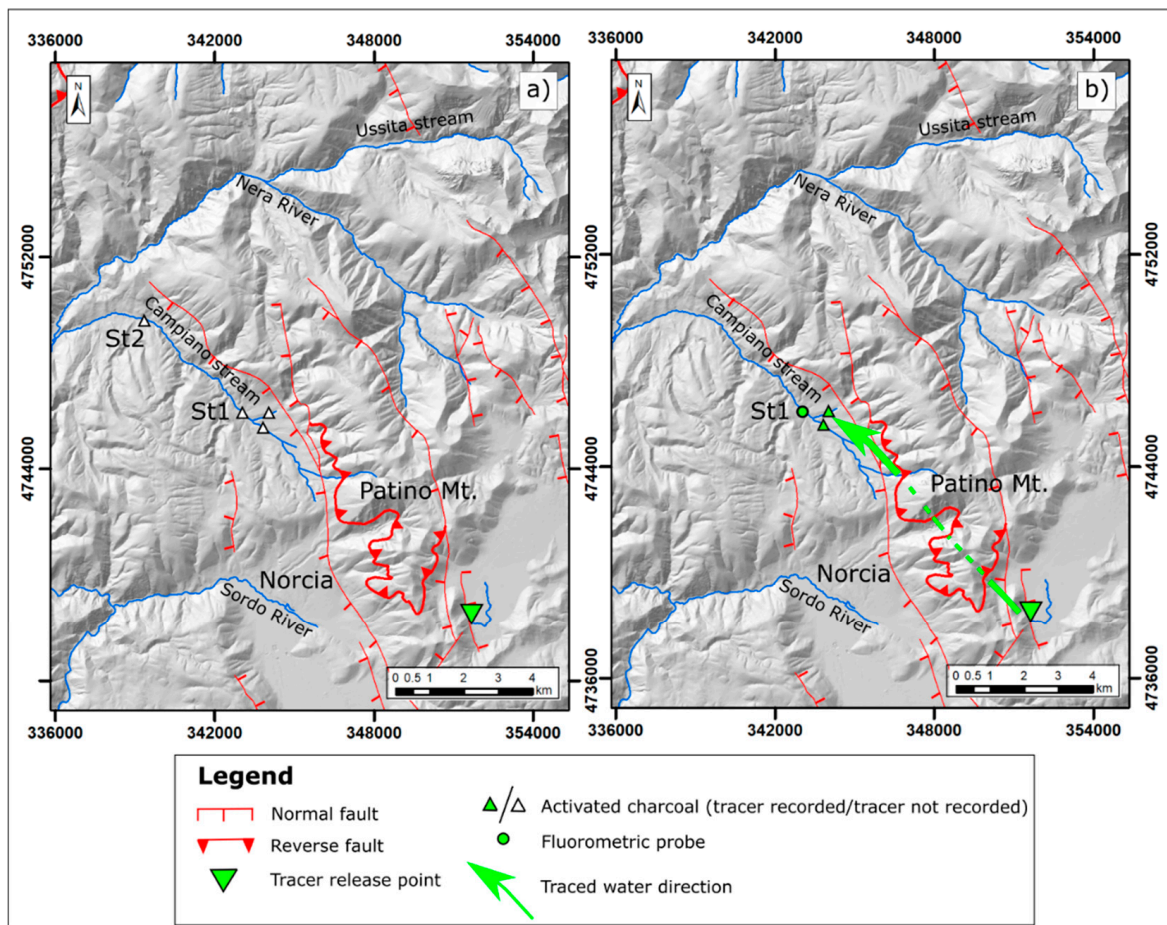 336000 342000 348000 354000
336000 342000 348000 354000
N
a)
N
b)
Ussita stream
Ussita stream
Nera River
Nera River
4752000
4752000
4752000
Campiano stream
Campiano stream
St2
St1
St1
4744000
4744000
4744000
Patino Mt.
Patino Mt.
Norcia
Norcia
Sordo River
Sordo River
0 0.5 1 2 3 4
km
0 0.5 1 2 3 4
km
4736000
4736000
4736000
336000 342000 348000 354000
336000 342000 348000 354000
Legend
Normal fault
Reverse fault
Tracer release point
Activated charcoal (tracer recorded/tracer not recorded)
Fluorometric probe
Traced water direction